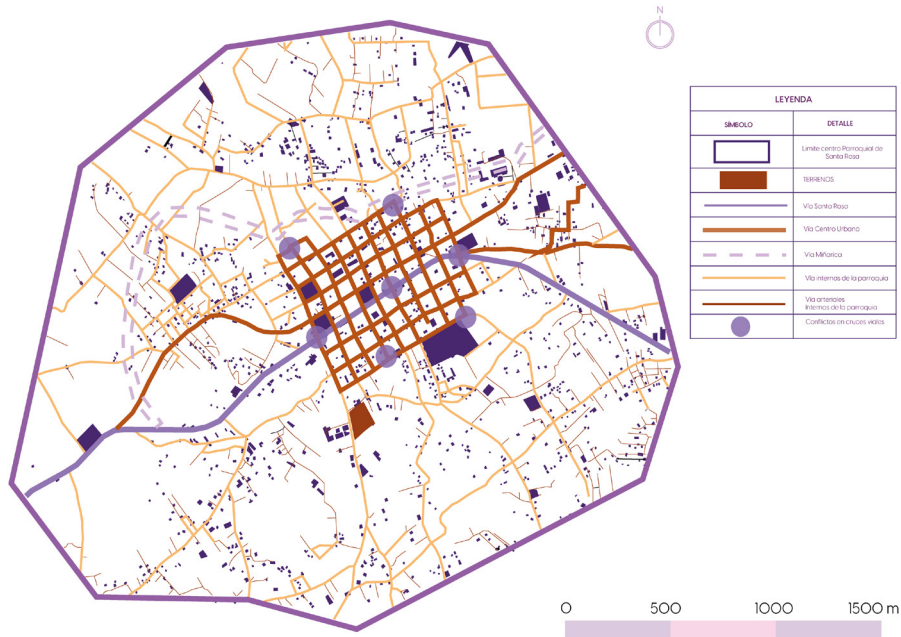 N
LEYENDA
SÍMBOLO
DETALLE
Limite centro Parroquial de
Santa Rosa
TERRENOS
Vía Santa Rosa
Vía Centro Urbano
Vía Miñarica
Vía internas de la parroquia
Vía arteriales
Internas de la parroquia
Conflictos en cruces viales
0 500 1000 1500 m